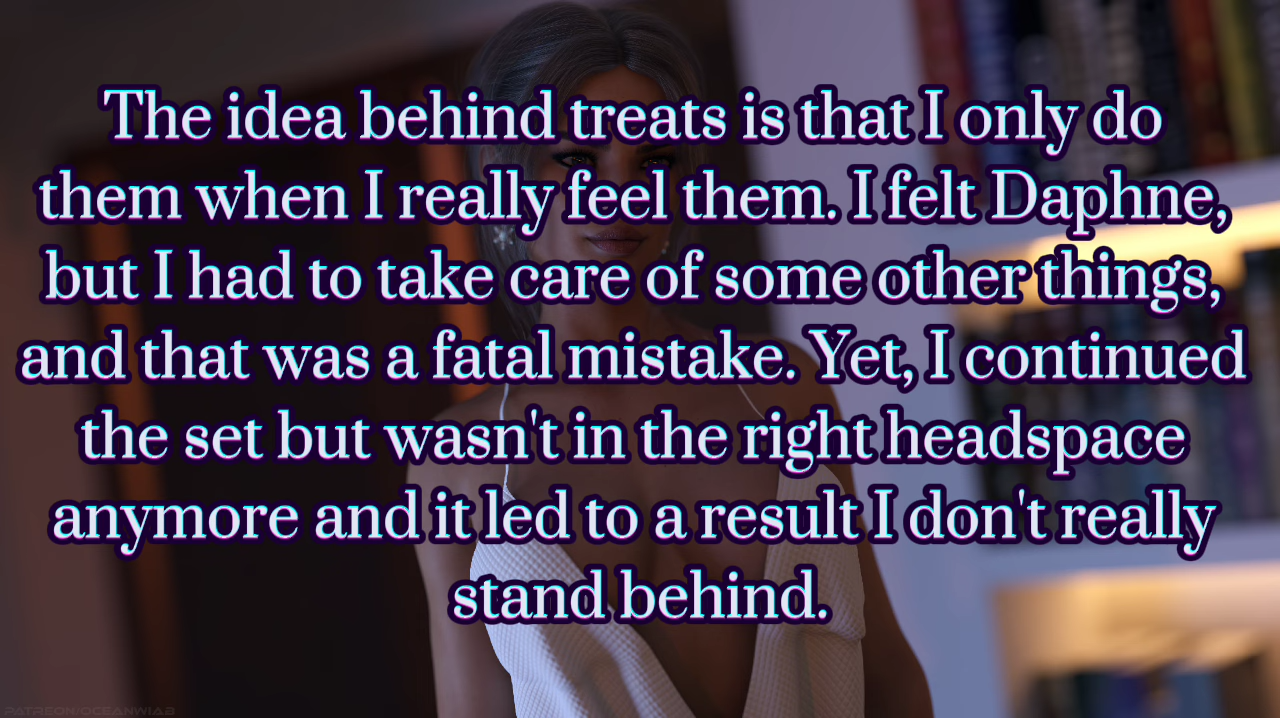 The idea behind treats is that I only do
them when I really feel them. I felt Daphne,
but I had to take care of some other things,
and that was a fatal mistake. Yet, I continued
the set but wasn't in the right headspace
anymore and it led to a result I don't really
stand behind.
PATREON/OCEANWIAB